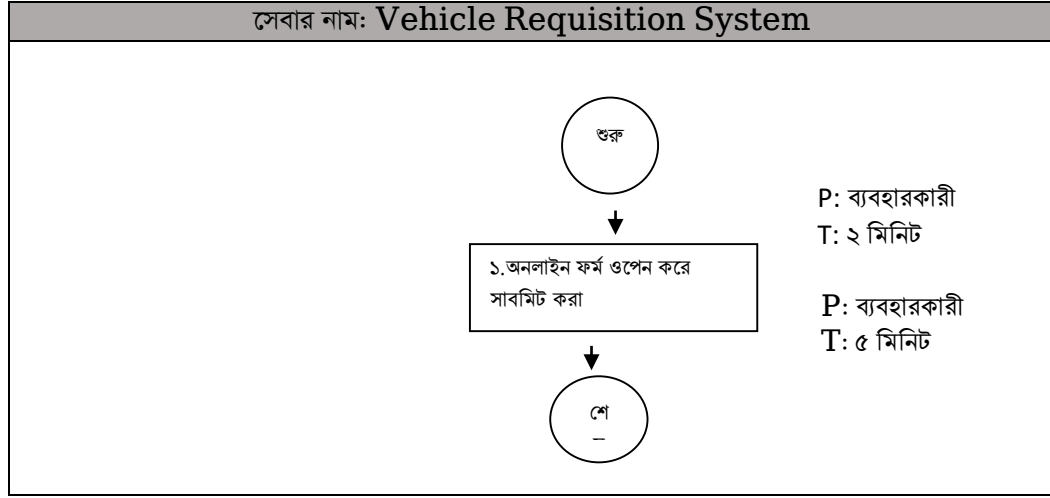 সেবার নাম: Vehicle Requisition System
শুরু
P: ব্যবহারকারী
T: ২ মিনিট
১.অনলাইন ফর্ম ওপেন করে
সাবমিট করা
P: ব্যবহারকারী
T: ৫ মিনিট